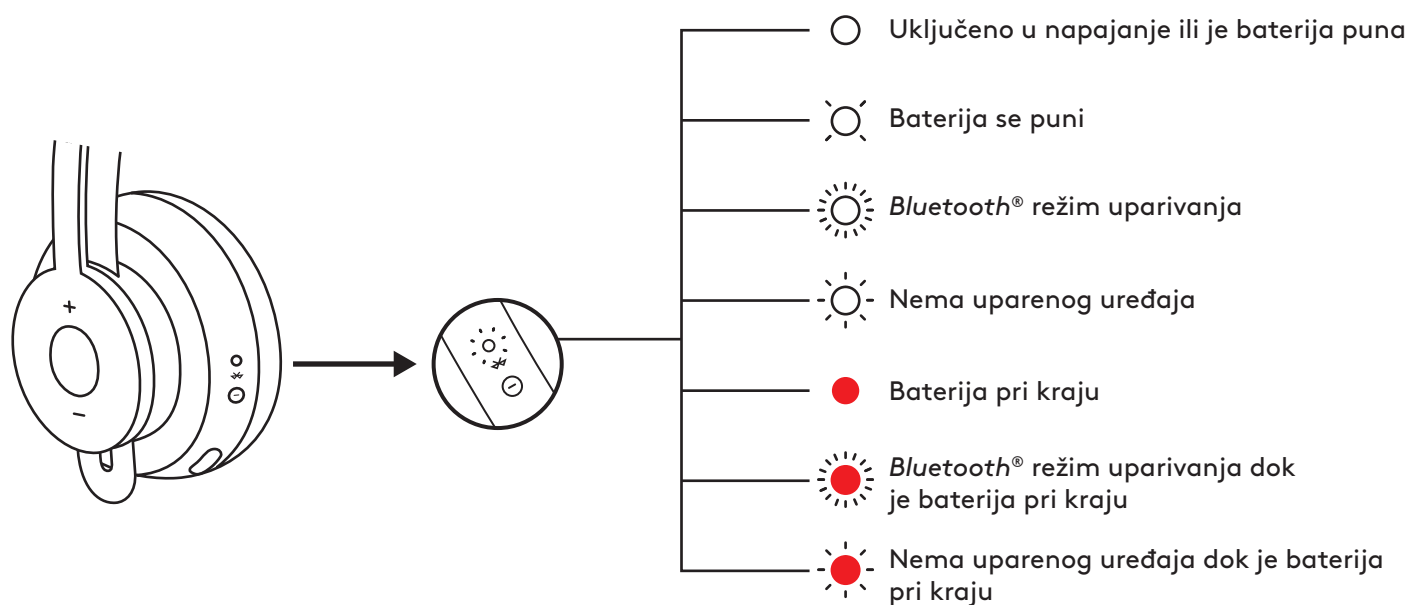 Uključeno u napajanje ili je baterija puna
Baterija se puni
Bluetooth® režim uparivanja
Nema uparenog uređaja
Baterija pri kraju
Bluetooth® režim uparivanja dok
je baterija pri kraju
Nema uparenog uređaja dok je baterija
pri kraju